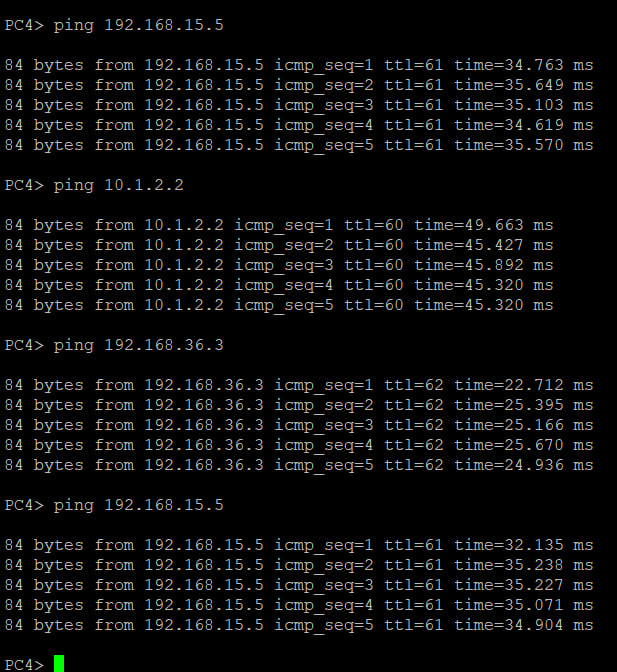 PC4> ping 192.168.15.5
84 bytes from 192.168.15.5 icmp_seq=1 ttl=61 time=34.763 ms
84 bytes from 192.168.15.5 icmp_seq=2 ttl=61 time=35.649 ms
84 bytes from 192.168.15.5 icmp_seq=3 ttl=61 time=35.103 ms
84 bytes from 192.168.15.5 icmp_seq=4 ttl=61 time=34.619 ms
84 bytes from 192.168.15.5 icmp_seq=5 ttl=61 time=35.570 ms
PC4> ping 10.1.2.2
84 bytes from 10.1.2.2 icmp_seq=1 ttl=60 time=49.663 ms
84 bytes from 10.1.2.2 icmp_seq=2 ttl=60 time=45.427 ms
84 bytes from 10.1.2.2 icmp_seq=3 ttl=60 time=45.892 ms
84 bytes from 10.1.2.2 icmp_seq=4 ttl=60 time=45.320 ms
84 bytes from 10.1.2.2 icmp_seq=5 ttl=60 time=45.320 ms
PC4> ping 192.168.36.3
84 bytes from 192.168.36.3 icmp_seq=1 ttl=62 time=22.712 ms
84 bytes from 192.168.36.3 icmp_seq=2 ttl=62 time=25.395 ms
84 bytes from 192.168.36.3 icmp_seq=3 ttl=62 time=25.166 ms
84 bytes from 192.168.36.3 icmp_seq=4 ttl=62 time=25.670 ms
84 bytes from 192.168.36.3 icmp_seq=5 ttl=62 time=24.936 ms
PC4> ping 192.168.15.5
84 bytes from 192.168.15.5 icmp_seq=1 ttl=61 time=32.135 ms
84 bytes from 192.168.15.5 icmp_seq=2 ttl=61 time=35.238 ms
84 bytes from 192.168.15.5 icmp_seq=3 ttl=61 time=35.227 ms
84 bytes from 192.168.15.5 icmp_seq=4 ttl=61 time=35.071 ms
84 bytes from 192.168.15.5 icmp_seq=5 ttl=61 time=34.904 ms
PC4>